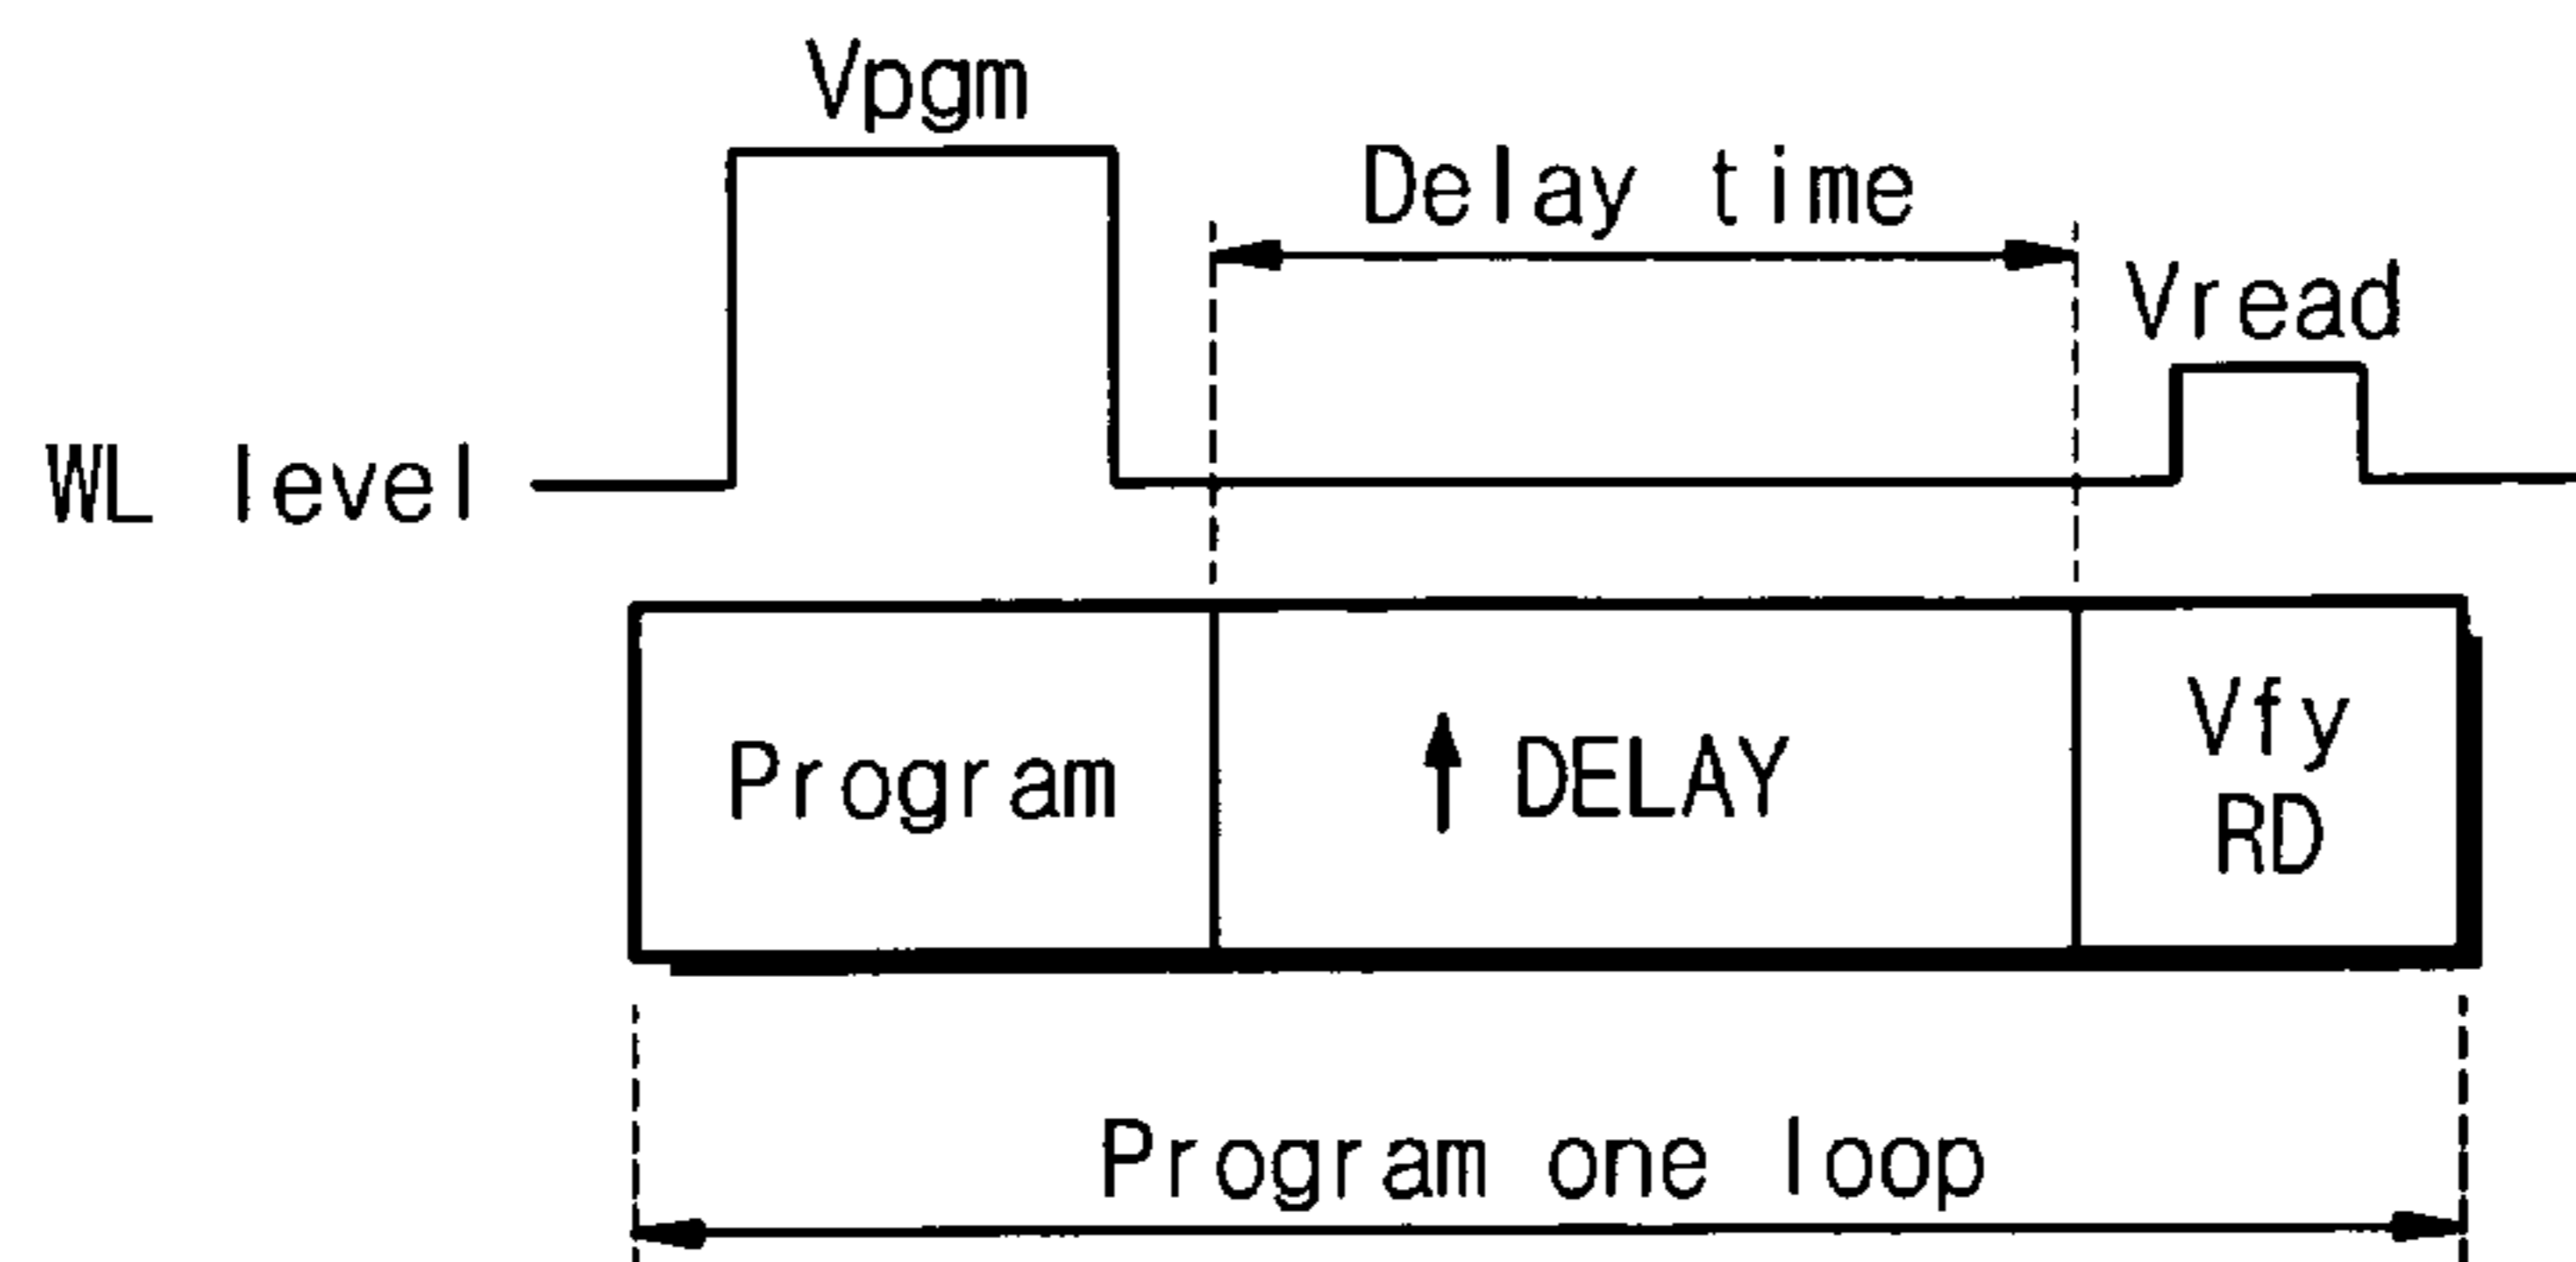 Vpgm
Delay time
Vread
WL level
Program
↑ DELAY
Vfy
RD
Program one loop